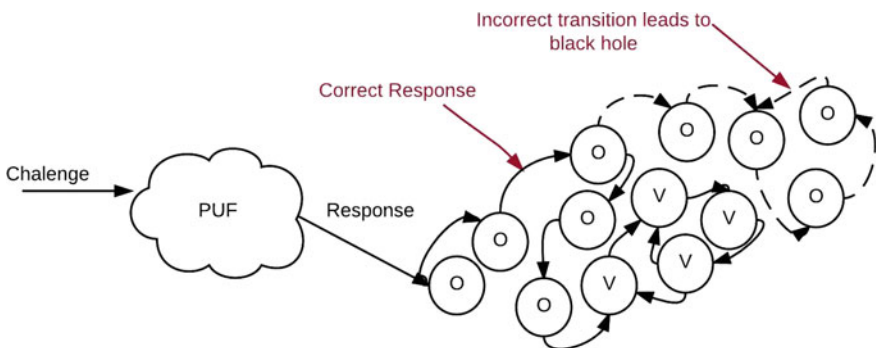 Incorrect transition leads to
black hole
Correct Response
Chalenge
PUF
Response
O
O
O
O
O
O
O
O
O
V
V
V
V